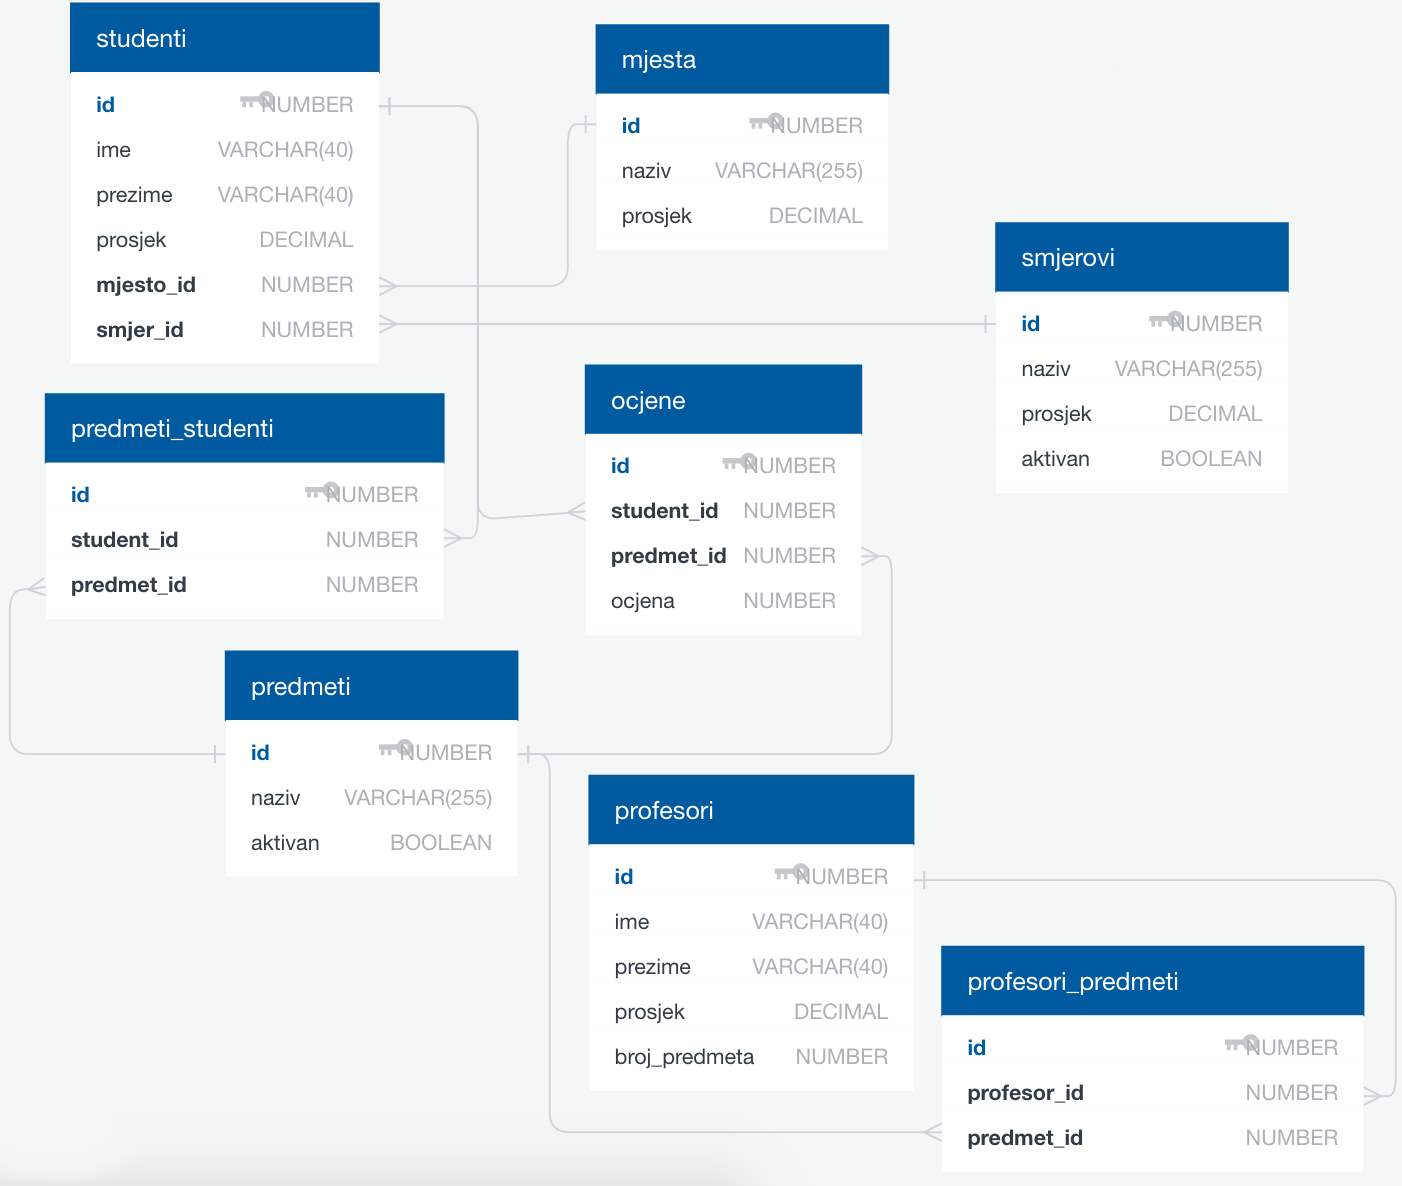 studenti
id NUMBER
ime VARCHAR(40)
prezime VARCHAR(40)
prosjek DECIMAL
mjesto_id NUMBER
smjer_id NUMBER
mjesta
id NUMBER
naziv VARCHAR(255)
prosjek DECIMAL
smjerovi
id NUMBER
naziv VARCHAR(255)
prosjek DECIMAL
aktivan BOOLEAN
predmeti_studenti
id NUMBER
student_id NUMBER
predmet_id NUMBER
ocjene
id NUMBER
student_id NUMBER
predmet_id NUMBER
ocjena NUMBER
predmeti
id NUMBER
naziv VARCHAR(255)
aktivan BOOLEAN
profesori
id NUMBER
ime VARCHAR(40)
prezime VARCHAR(40)
prosjek DECIMAL
broj_predmeta NUMBER
profesori_predmeti
id NUMBER
profesor_id NUMBER
predmet_id NUMBER